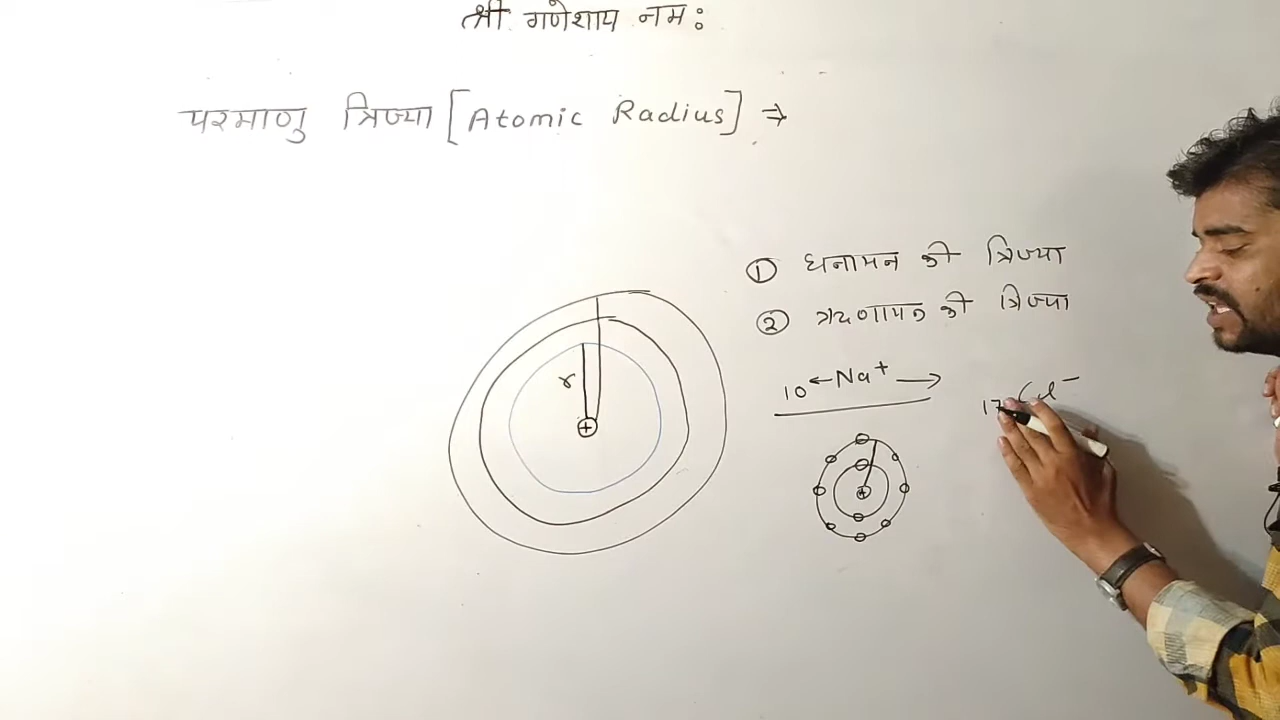 श्री गणेशाय नमः
परमाणु त्रिज्या [Atomic Radius] ⇒
① धनायन की त्रिज्या
② ऋणायन की त्रिज्या
10 ← Na⁺ →
17 Cl⁻
r
+
+